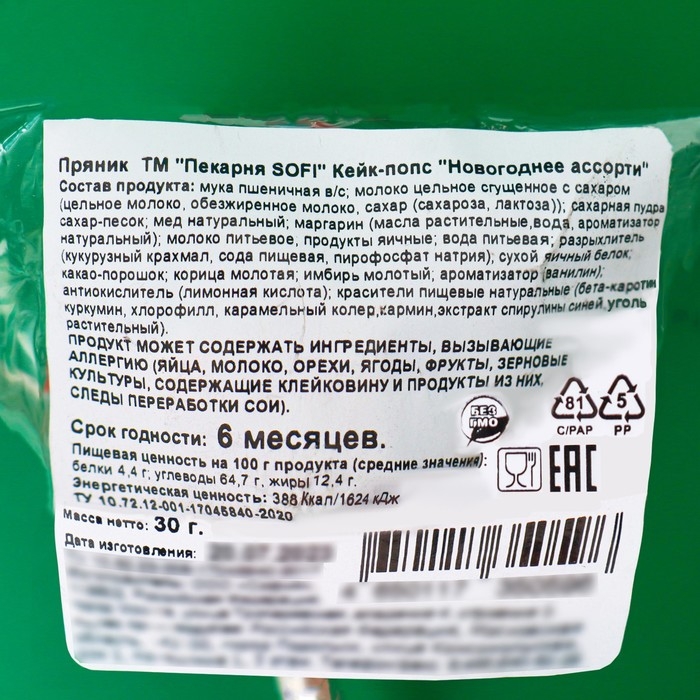 Пряник ТМ "Пекарня SOFI" Кейк-попс "Новогоднее ассорти"
Состав продукта: мука пшеничная в/с; молоко цельное сгущенное с сахаром
(цельное молоко, обезжиренное молоко, сахар (сахароза, лактоза)); сахарная пудра
сахар-песок; мед натуральный; маргарин (масла растительные,вода, ароматизатор
натуральный); молоко питьевое, продукты яичные; вода питьевая; разрыхлитель
(кукурузный крахмал, сода пищевая, пирофосфат натрия); сухой яичный белок;
какао-порошок; корица молотая; имбирь молотый; ароматизатор (ванилин);
антиокислитель (лимонная кислота); красители пищевые натуральные (бета-каротин
куркумин, хлорофилл, карамельный колер,кармин,экстракт спирулины синей, уголь
растительный).
ПРОДУКТ МОЖЕТ СОДЕРЖАТЬ ИНГРЕДИЕНТЫ, ВЫЗЫВАЮЩИЕ
АЛЛЕРГИЮ (ЯЙЦА, МОЛОКО, ОРЕХИ, ЯГОДЫ, ФРУКТЫ, ЗЕРНОВЫЕ
КУЛЬТУРЫ, СОДЕРЖАЩИЕ КЛЕЙКОВИНУ И ПРОДУКТЫ ИЗ НИХ,
СЛЕДЫ ПЕРЕРАБОТКИ СОИ).
БЕЗ
ГМО
81
C/PAP
5
PP
Срок годности: 6 месяцев.
Пищевая ценность на 100 г продукта (средние значения):
белки 4,4 г; углеводы 64,7 г, жиры 12,4 г.
Энергетическая ценность: 388 Ккал/1624 кДж
EAC
ТУ 10.72.12-001-17045840-2020
Масса нетто: 30 г.
Дата изготовления: